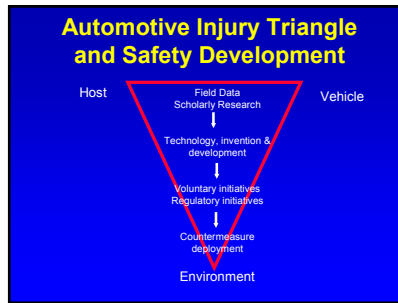 Automotive Injury Triangle
and Safety Development
Host
Field Data
Scholarly Research
Vehicle
Technology, invention &
development
Voluntary initiatives
Regulatory initiatives
Countermeasure
deployment
Environment